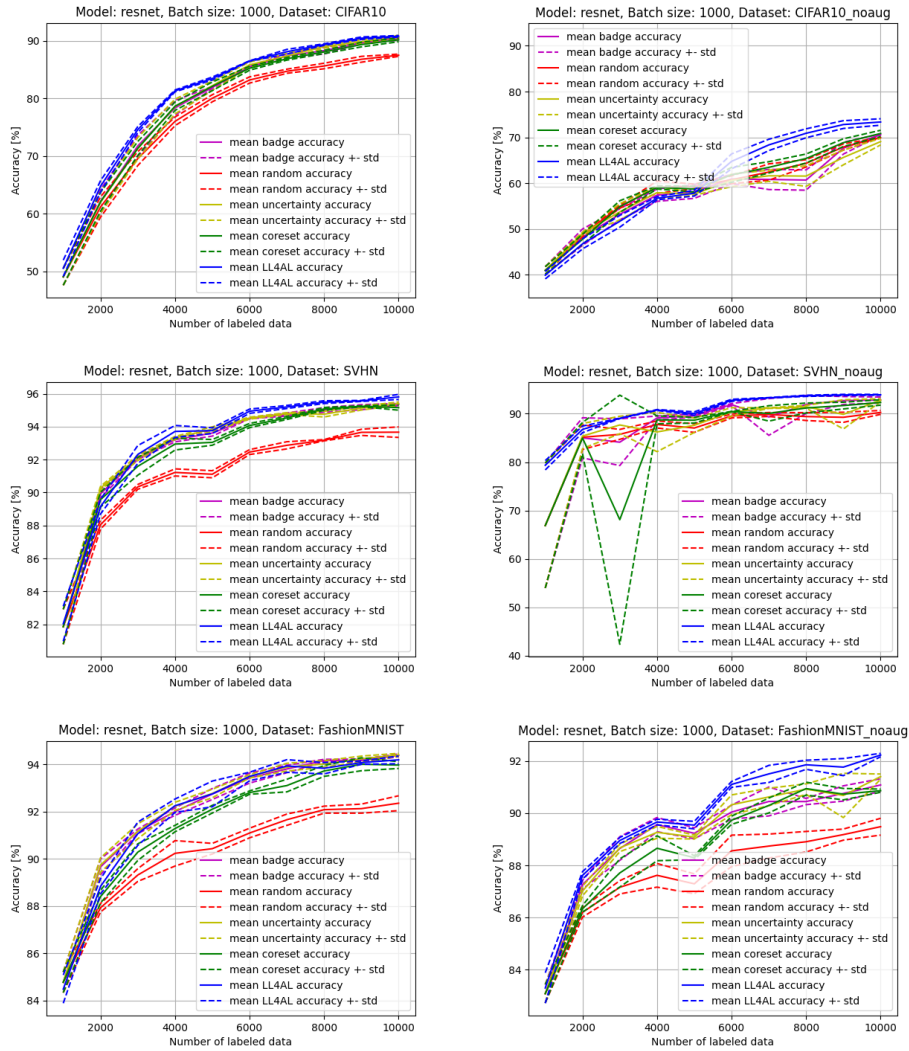 Model: resnet, Batch size: 1000, Dataset: CIFAR10
Accuracy [%]
90
80
70
60
50
mean badge accuracy
mean badge accuracy +- std
mean random accuracy
mean random accuracy +- std
mean uncertainty accuracy
mean uncertainty accuracy +- std
mean coreset accuracy
mean coreset accuracy +- std
mean LL4AL accuracy
mean LL4AL accuracy +- std
2000 4000 6000 8000 10000
Number of labeled data
Model: resnet, Batch size: 1000, Dataset: CIFAR10_noaug
Accuracy [%]
90
80
70
60
50
40
mean badge accuracy
mean badge accuracy +- std
mean random accuracy
mean random accuracy +- std
mean uncertainty accuracy
mean uncertainty accuracy +- std
mean coreset accuracy
mean coreset accuracy +- std
mean LL4AL accuracy
mean LL4AL accuracy +- std
2000 4000 6000 8000 10000
Number of labeled data
Model: resnet, Batch size: 1000, Dataset: SVHN
Accuracy [%]
96
94
92
90
88
86
84
82
mean badge accuracy
mean badge accuracy +- std
mean random accuracy
mean random accuracy +- std
mean uncertainty accuracy
mean uncertainty accuracy +- std
mean coreset accuracy
mean coreset accuracy +- std
mean LL4AL accuracy
mean LL4AL accuracy +- std
2000 4000 6000 8000 10000
Number of labeled data
Model: resnet, Batch size: 1000, Dataset: SVHN_noaug
Accuracy [%]
90
80
70
60
50
40
mean badge accuracy
mean badge accuracy +- std
mean random accuracy
mean random accuracy +- std
mean uncertainty accuracy
mean uncertainty accuracy +- std
mean coreset accuracy
mean coreset accuracy +- std
mean LL4AL accuracy
mean LL4AL accuracy +- std
2000 4000 6000 8000 10000
Number of labeled data
Model: resnet, Batch size: 1000, Dataset: FashionMNIST
Accuracy [%]
94
92
90
88
86
84
mean badge accuracy
mean badge accuracy +- std
mean random accuracy
mean random accuracy +- std
mean uncertainty accuracy
mean uncertainty accuracy +- std
mean coreset accuracy
mean coreset accuracy +- std
mean LL4AL accuracy
mean LL4AL accuracy +- std
2000 4000 6000 8000 10000
Number of labeled data
Model: resnet, Batch size: 1000, Dataset: FashionMNIST_noaug
Accuracy [%]
92
90
88
86
84
mean badge accuracy
mean badge accuracy +- std
mean random accuracy
mean random accuracy +- std
mean uncertainty accuracy
mean uncertainty accuracy +- std
mean coreset accuracy
mean coreset accuracy +- std
mean LL4AL accuracy
mean LL4AL accuracy +- std
2000 4000 6000 8000 10000
Number of labeled data